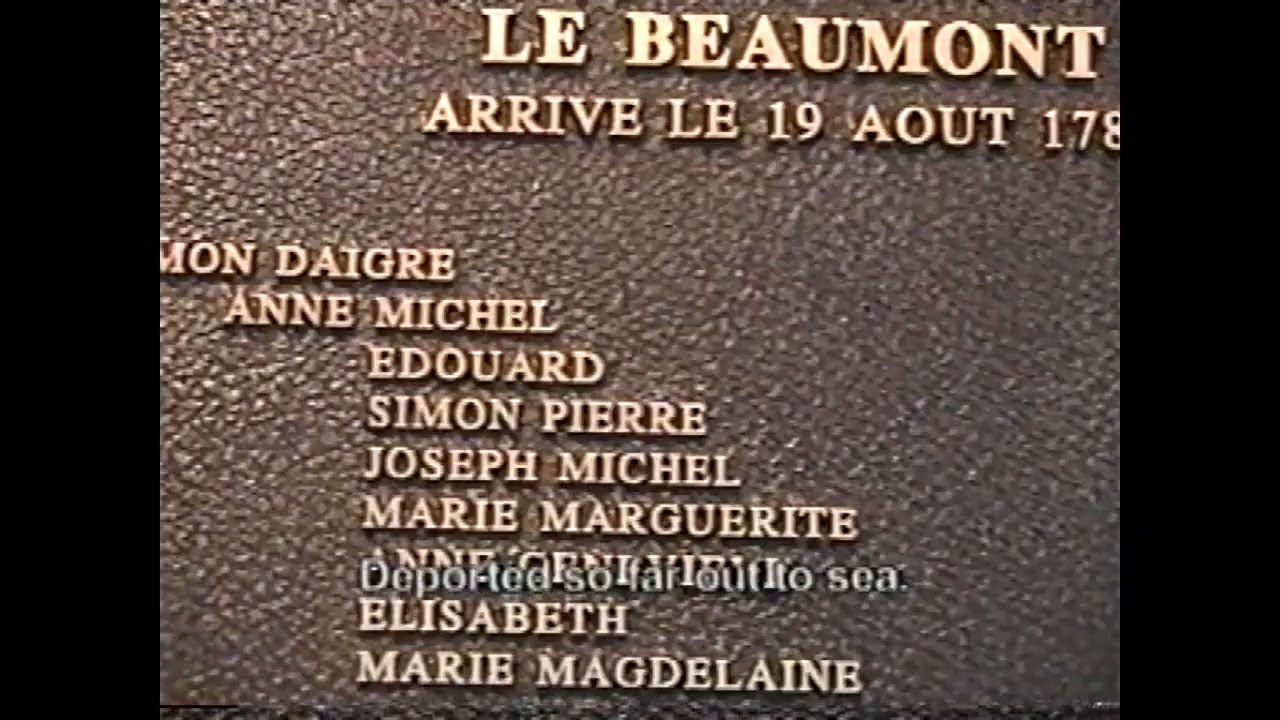 LE BEAUMONT
ARRIVE LE 19 AOUT 178
MON DAIGRE
ANNE MICHEL
EDOUARD
SIMON PIERRE
JOSEPH MICHEL
MARIE MARGUERITE
ANNE
Deported so far out to sea.
ELISABETH
MARIE MAGDELAINE